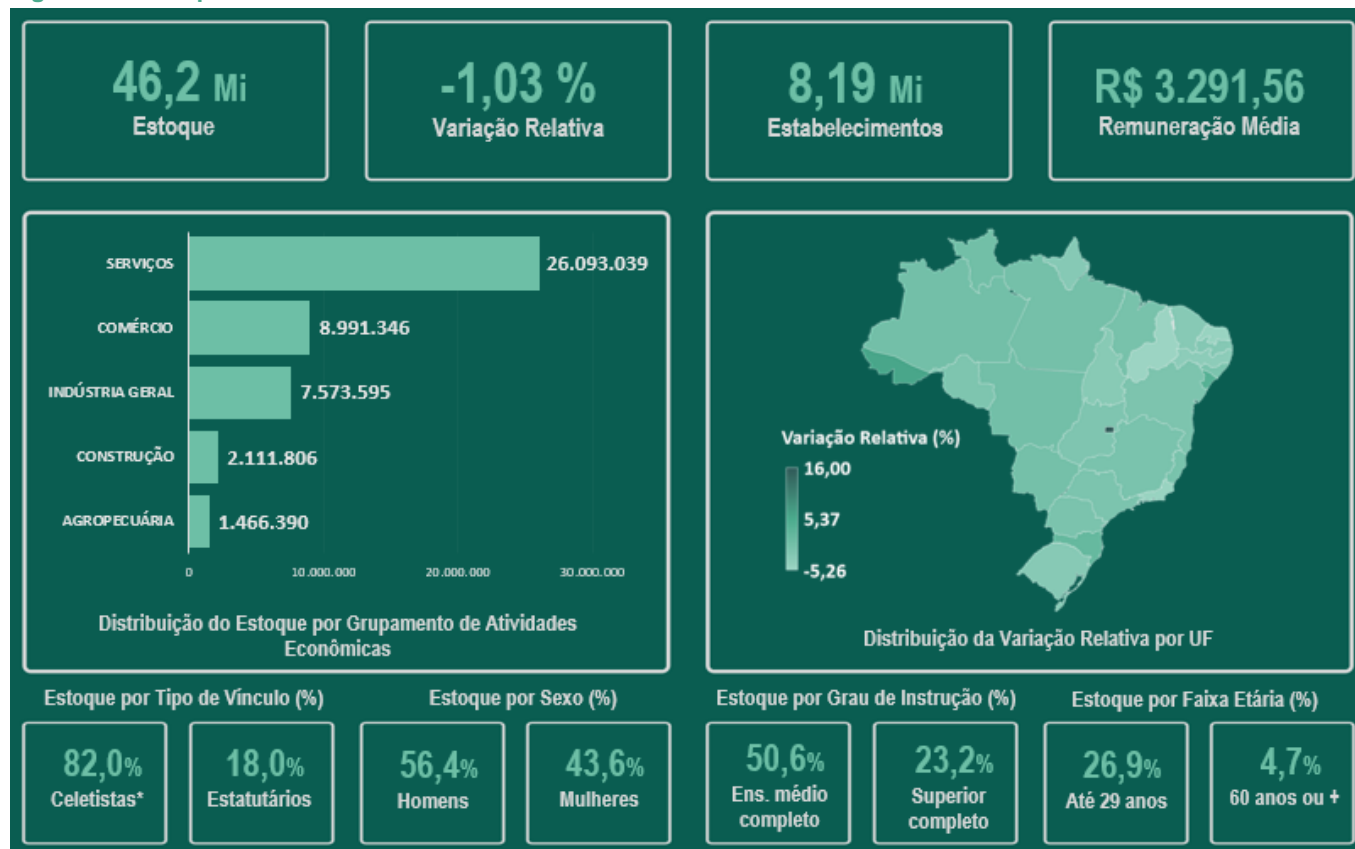 46,2 Mi
Estoque
-1,03 %
Variação Relativa
8,19 Mi
Estabelecimentos
R$ 3.291,56
Remuneração Média
SERVIÇOS
26.093.039
COMÉRCIO
8.991.346
INDÚSTRIA GERAL
7.573.595
CONSTRUÇÃO
2.111.806
AGROPECUÁRIA
1.466.390
0
10.000.000
20.000.000
30.000.000
Distribuição do Estoque por Grupamento de Atividades
Econômicas
Variação Relativa (%)
16,00
5,37
-5,26
Distribuição da Variação Relativa por UF
Estoque por Tipo de Vínculo (%)
82,0%
Celetistas*
18,0%
Estatutários
Estoque por Sexo (%)
56,4%
Homens
43,6%
Mulheres
Estoque por Grau de Instrução (%)
50,6%
Ens. médio
completo
23,2%
Superior
completo
Estoque por Faixa Etária (%)
26,9%
Até 29 anos
4,7%
60 anos ou +